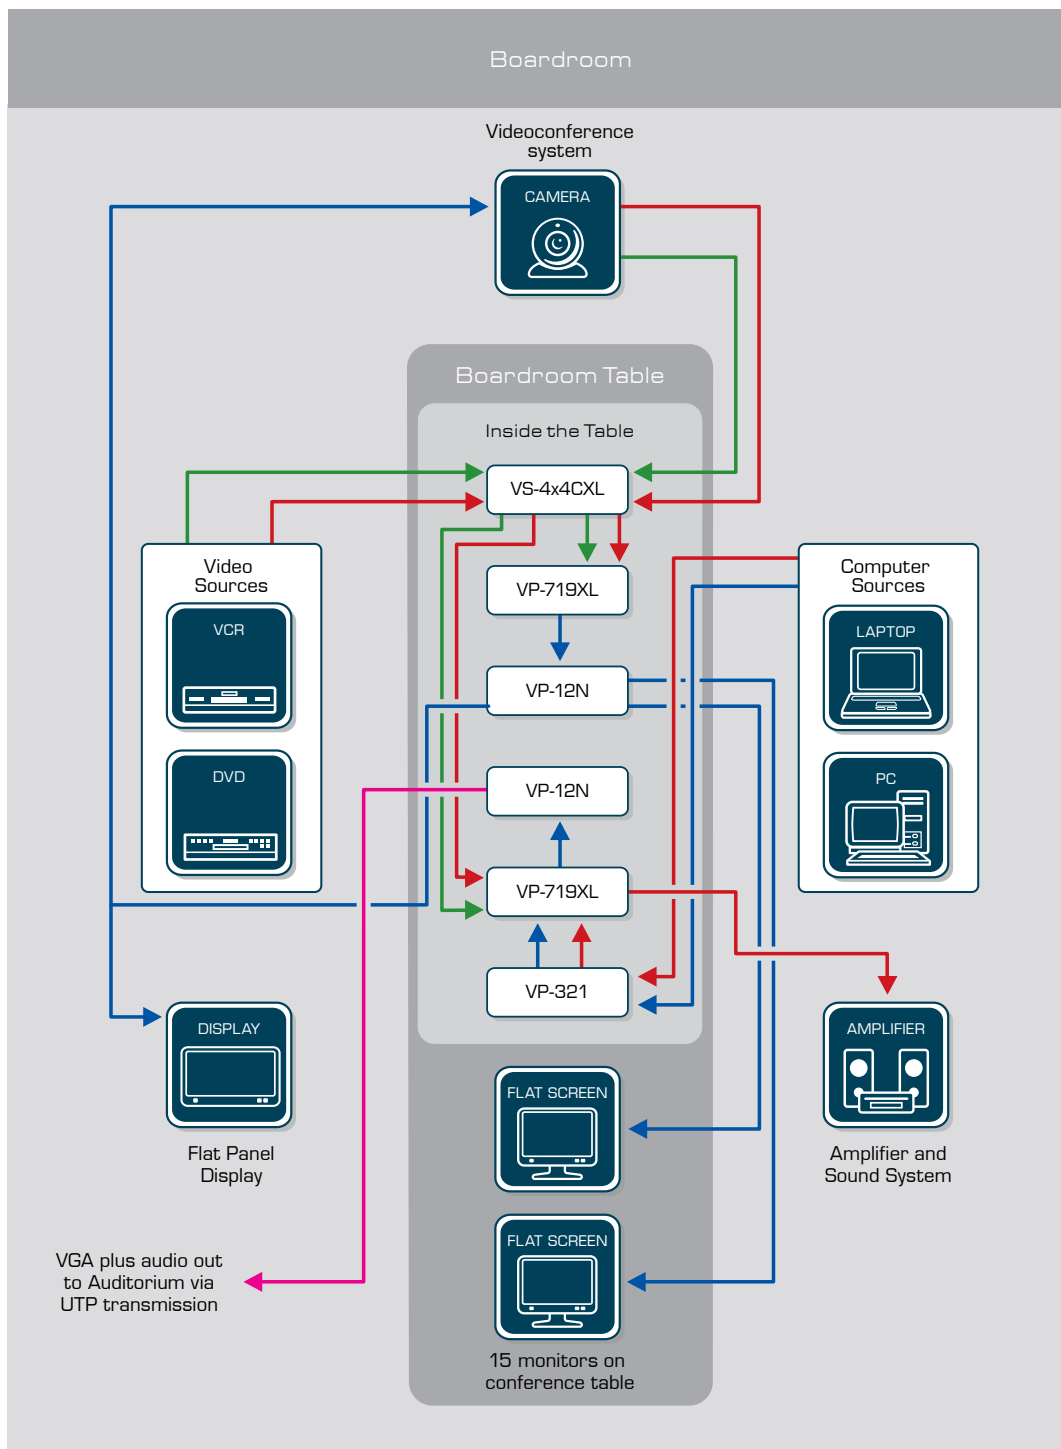 Boardroom
Videoconference
system
CAMERA
Boardroom Table
Inside the Table
VS-4x4CXL
VP-719XL
VP-12N
VP-12N
VP-719XL
VP-321
Video
Sources
VCR
DVD
Computer
Sources
LAPTOP
PC
DISPLAY
Flat Panel
Display
AMPLIFIER
Amplifier and
Sound System
FLAT SCREEN
FLAT SCREEN
15 monitors on
conference table
VGA plus audio out
to Auditorium via
UTP transmission